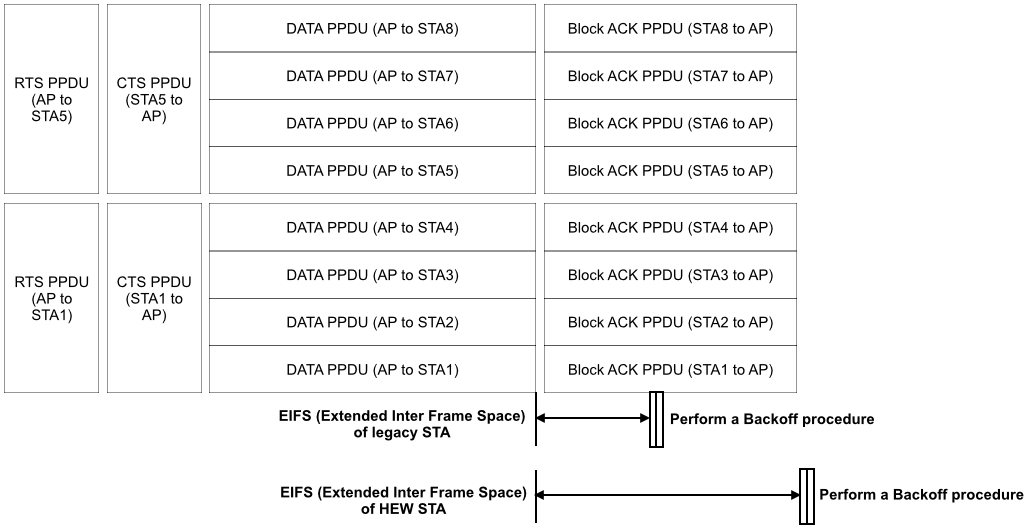 RTS PPDU
(AP to
STA5)
CTS PPDU
(STA5 to
AP)
DATA PPDU (AP to STA8)
Block ACK PPDU (STA8 to AP)
DATA PPDU (AP to STA7)
Block ACK PPDU (STA7 to AP)
DATA PPDU (AP to STA6)
Block ACK PPDU (STA6 to AP)
DATA PPDU (AP to STA5)
Block ACK PPDU (STA5 to AP)
RTS PPDU
(AP to
STA1)
CTS PPDU
(STA1 to
AP)
DATA PPDU (AP to STA4)
Block ACK PPDU (STA4 to AP)
DATA PPDU (AP to STA3)
Block ACK PPDU (STA3 to AP)
DATA PPDU (AP to STA2)
Block ACK PPDU (STA2 to AP)
DATA PPDU (AP to STA1)
Block ACK PPDU (STA1 to AP)
EIFS (Extended Inter Frame Space)
of legacy STA
Perform a Backoff procedure
EIFS (Extended Inter Frame Space)
of HEW STA
Perform a Backoff procedure